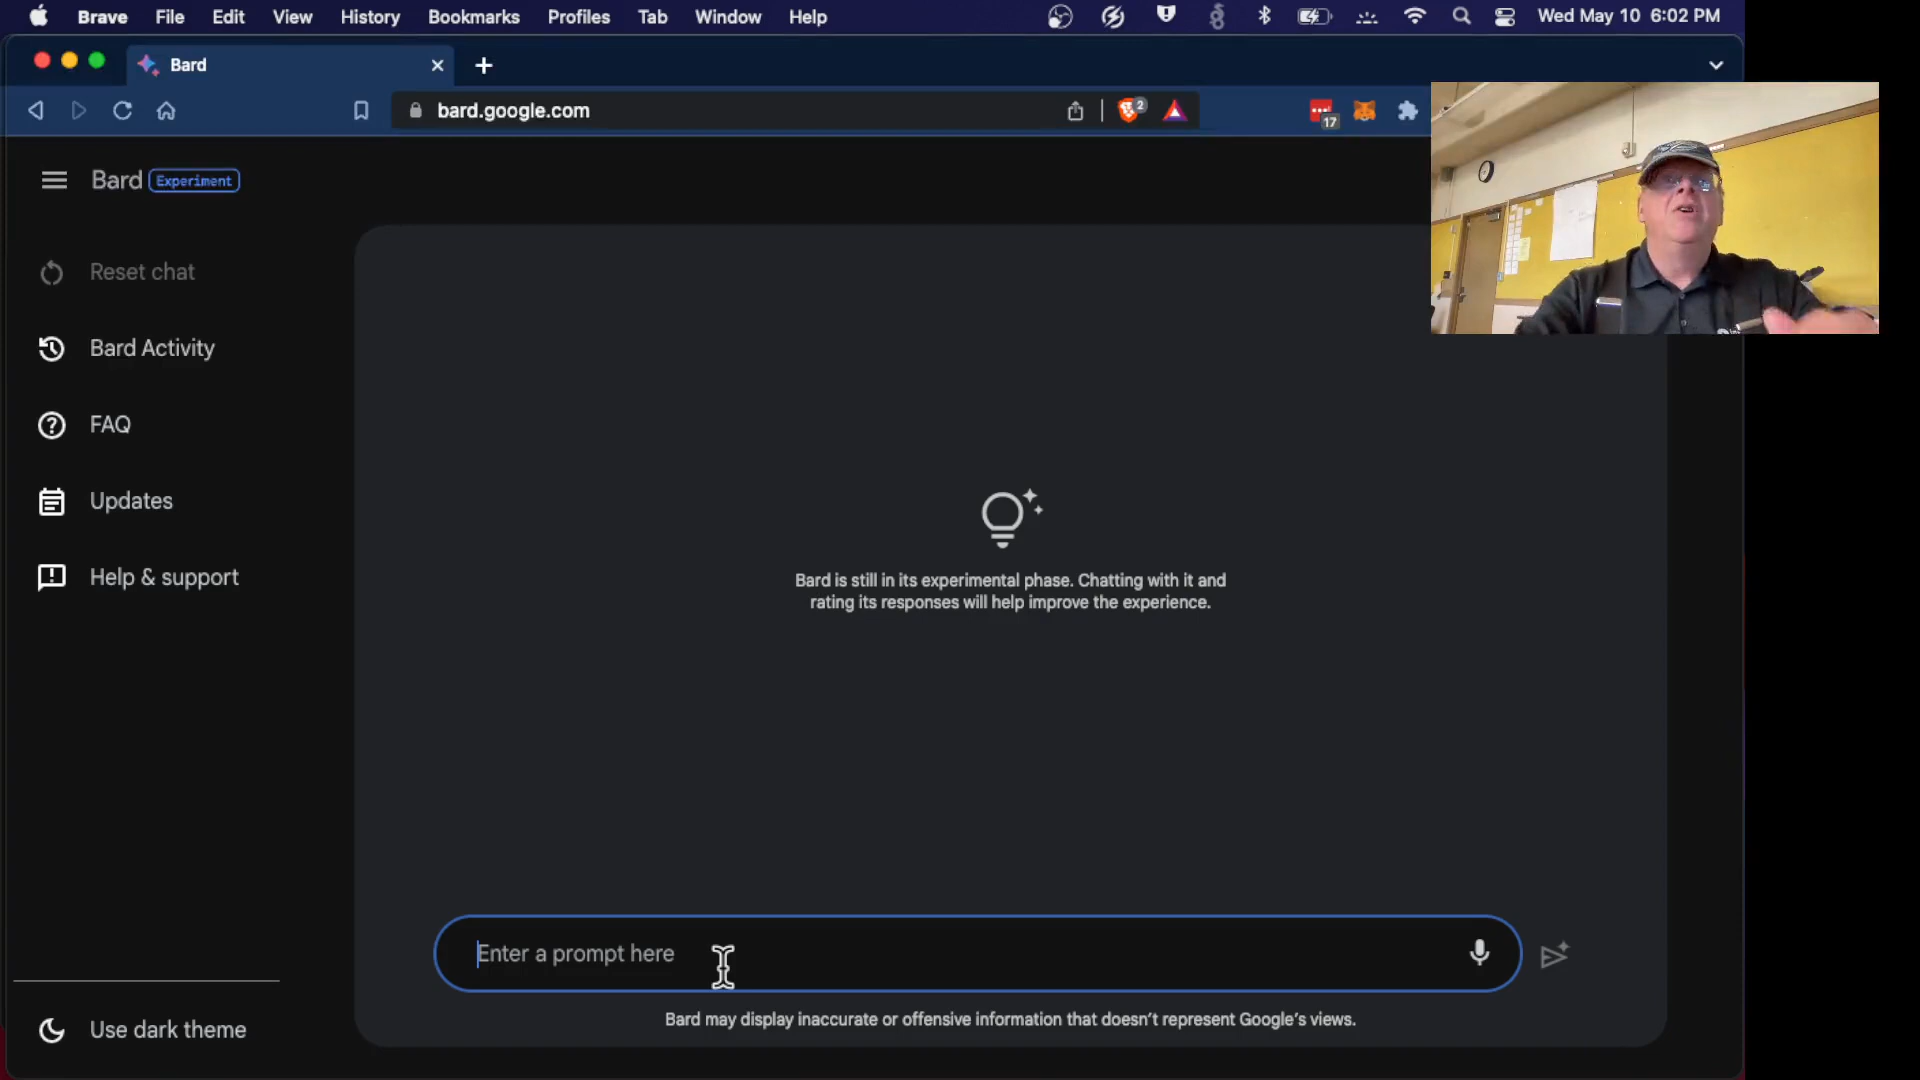 Brave File Edit View History Bookmarks Profiles Tab Window Help Wed May 10 6:02 PM
Bard
bard.google.com 2 17
Bard Experiment
Reset chat
Bard Activity
FAQ
Updates
Help & support
Bard is still in its experimental phase. Chatting with it and
rating its responses will help improve the experience.
Enter a prompt here
Bard may display inaccurate or offensive information that doesn't represent Google's views.
Use dark theme